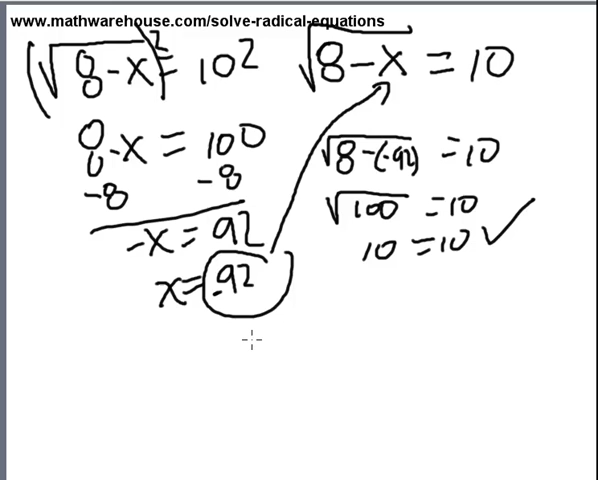 www.mathwarehouse.com/solve-radical-equations
(√8-x)² = 10²
8-x = 100
-8 -8
-x = 92
x = -92
√8-x = 10
√8-(-92) = 10
√100 = 10
10 = 10 ✓